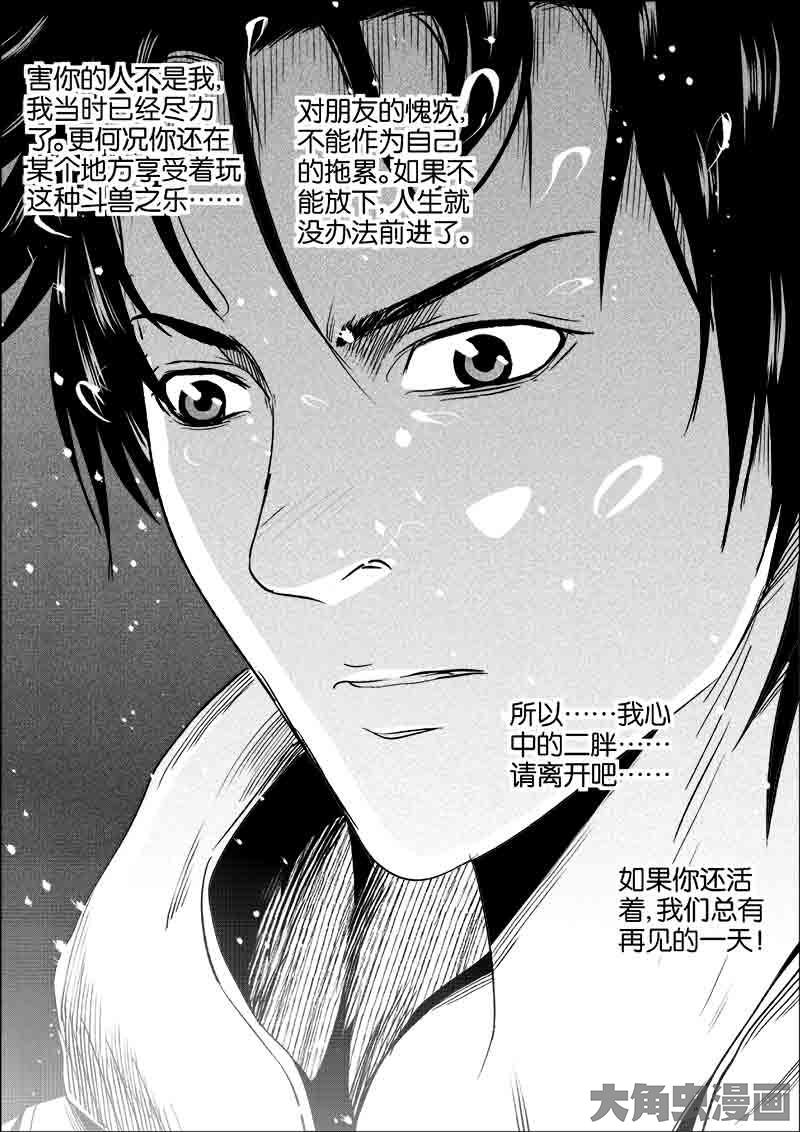 害你的人不是我，
我当时已经尽力
了。更何况你还在
某个地方享受着玩
这种斗兽之乐……
对朋友的愧疚，
不能作为自己
的拖累。如果不
能放下，人生就
没办法前进了。
所以……我心
中的二胖……
请离开吧……
如果你还活
着，我们总有
再见的一天！
大角虫漫画